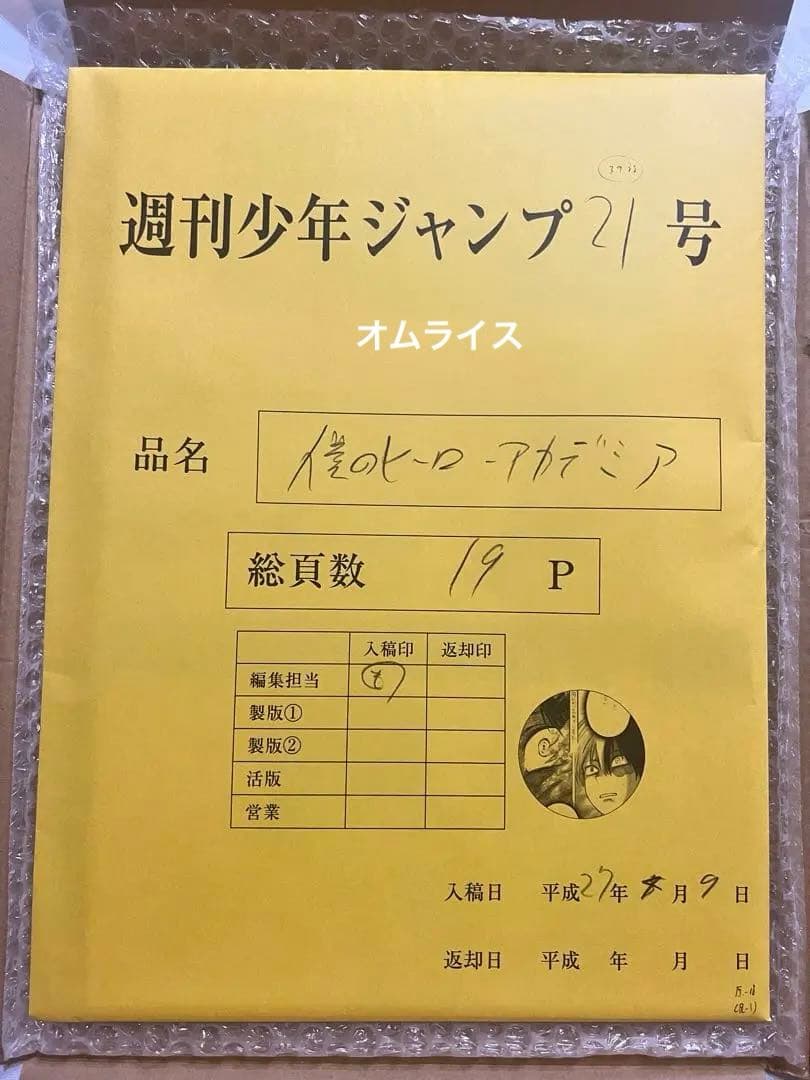 39話
週刊少年ジャンプ21号
オムライス
品名 僕のヒーローアカデミア
総頁数 19 P
入稿印 返却印
編集担当
製版①
製版②
活版
営業
入稿日 平成27年 月9日
返却日 平成 年 月 日